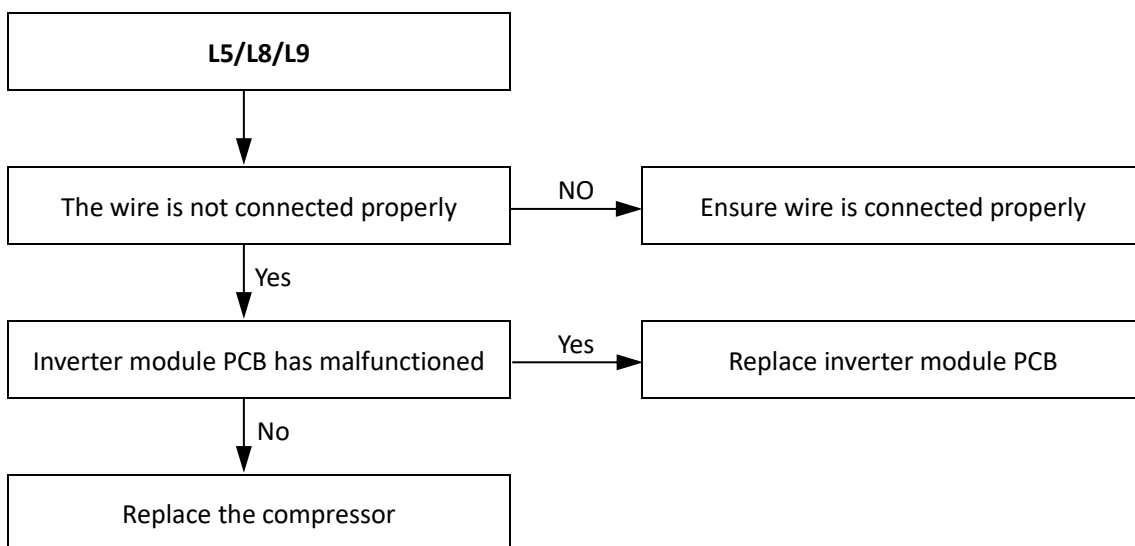 L5/L8/L9
The wire is not connected properly
NO
Ensure wire is connected properly
Yes
Inverter module PCB has malfunctioned
Yes
Replace inverter module PCB
No
Replace the compressor